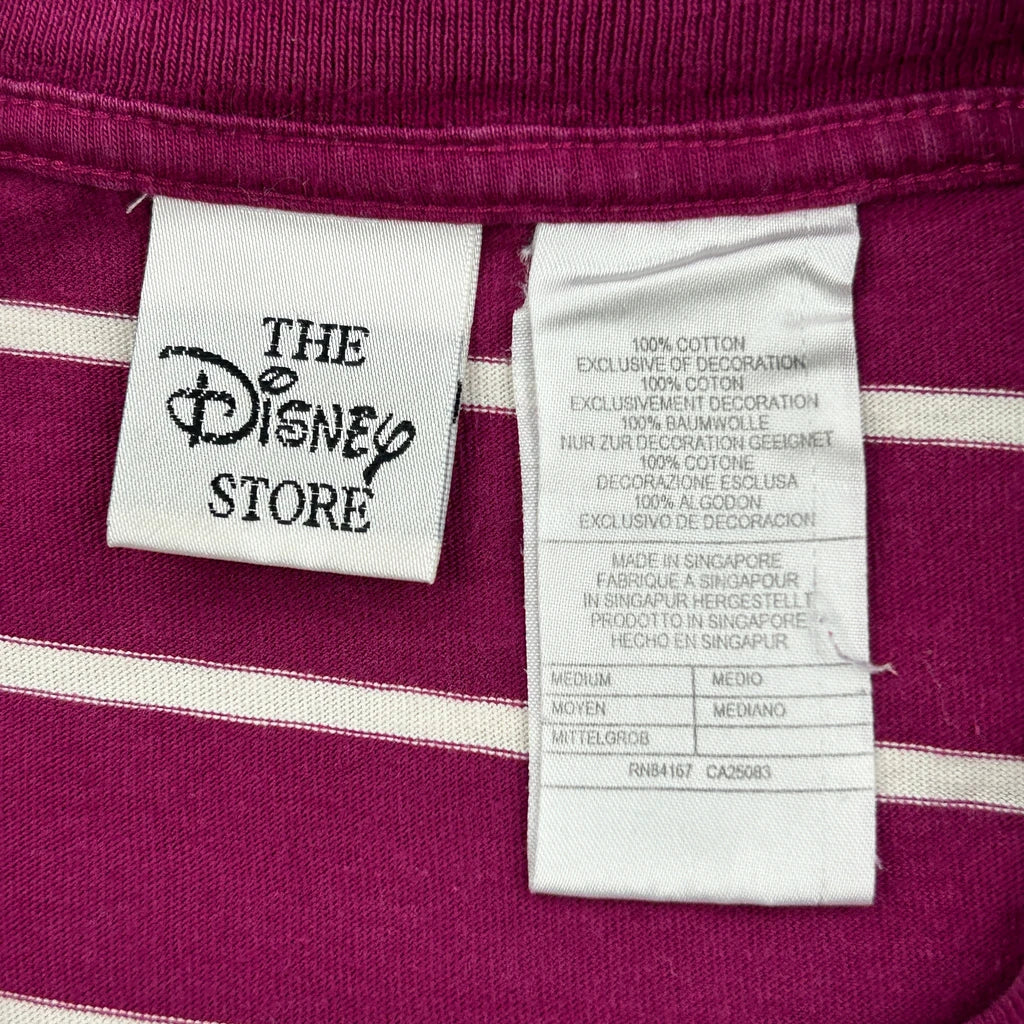 THE
Disney
STORE
100% COTTON
EXCLUSIVE OF DECORATION
100% COTON
EXCLUSIVEMENT DECORATION
100% BAUMWOLLE
NUR ZUR DECORATION GEEIGNET
100% COTONE
DECORAZIONE ESCLUSA
100% ALGODON
EXCLUSIVO DE DECORACION
MADE IN SINGAPORE
FABRIQUE A SINGAPOUR
IN SINGAPUR HERGESTELLT
PRODOTTO IN SINGAPORE
HECHO EN SINGAPUR
MEDIUM MEDIO
MOYEN MEDIANO
MITTELGROB
RN84167 CA25083